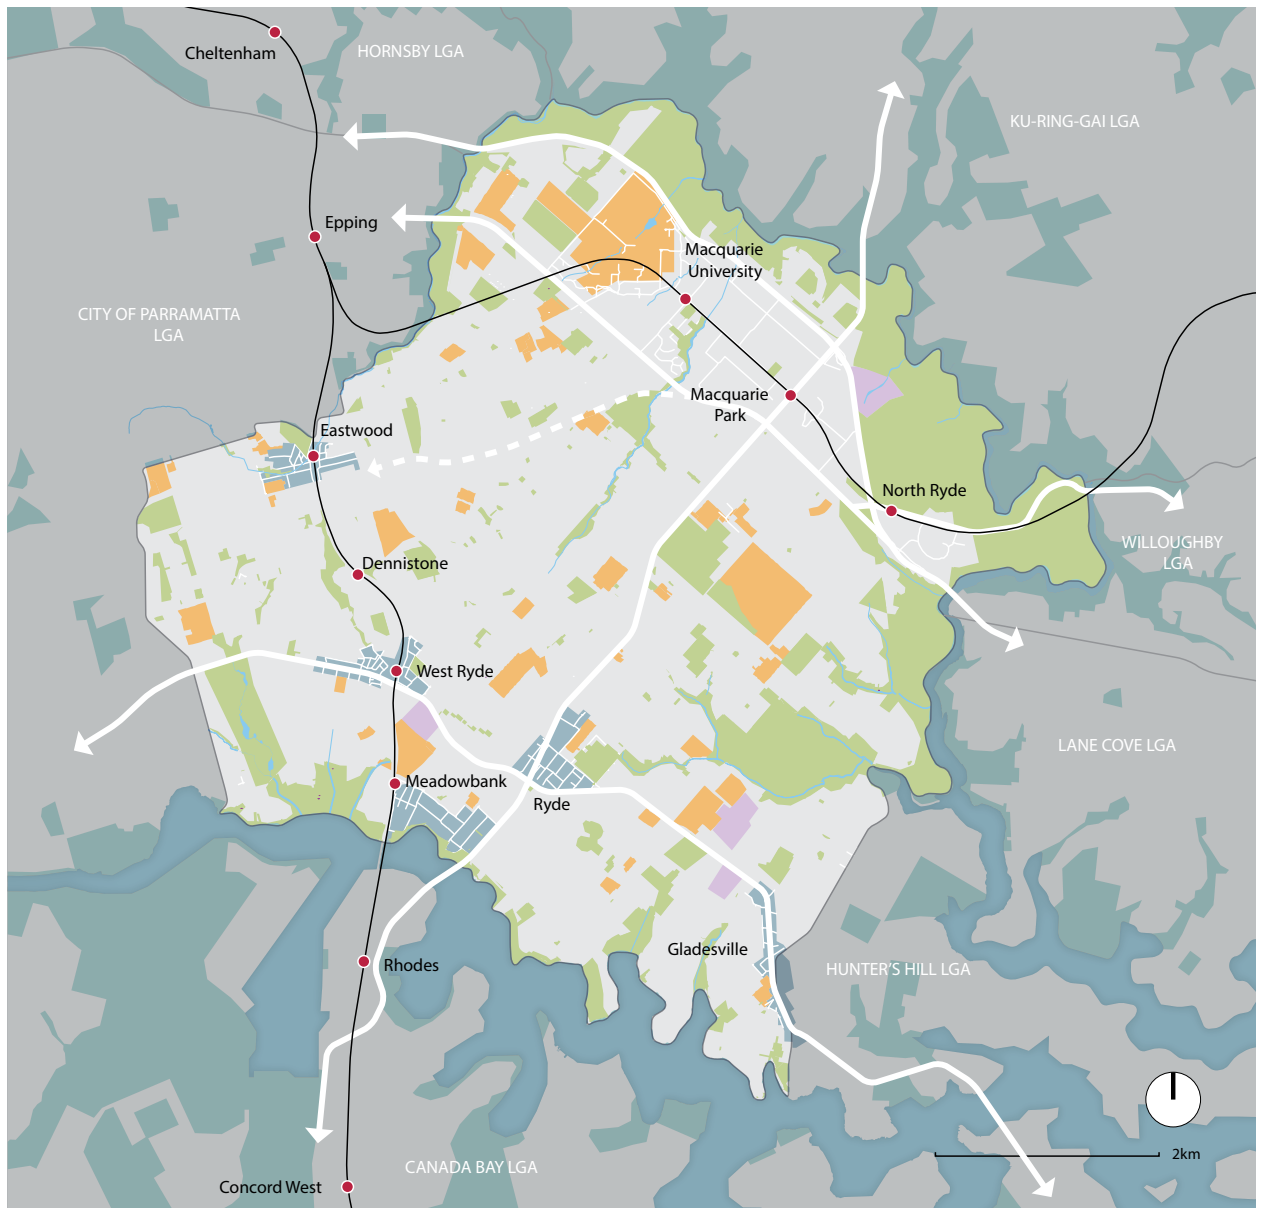 Cheltenham
HORNSBY LGA
KU-RING-GAI LGA
Epping
Macquarie
University
CITY OF PARRAMATTA
LGA
Macquarie
Park
Eastwood
North Ryde
WILLOUGHBY
LGA
Dennistone
West Ryde
LANE COVE LGA
Meadowbank
Ryde
Gladesville
Rhodes
HUNTER'S HILL LGA
2km
CANADA BAY LGA
Concord West